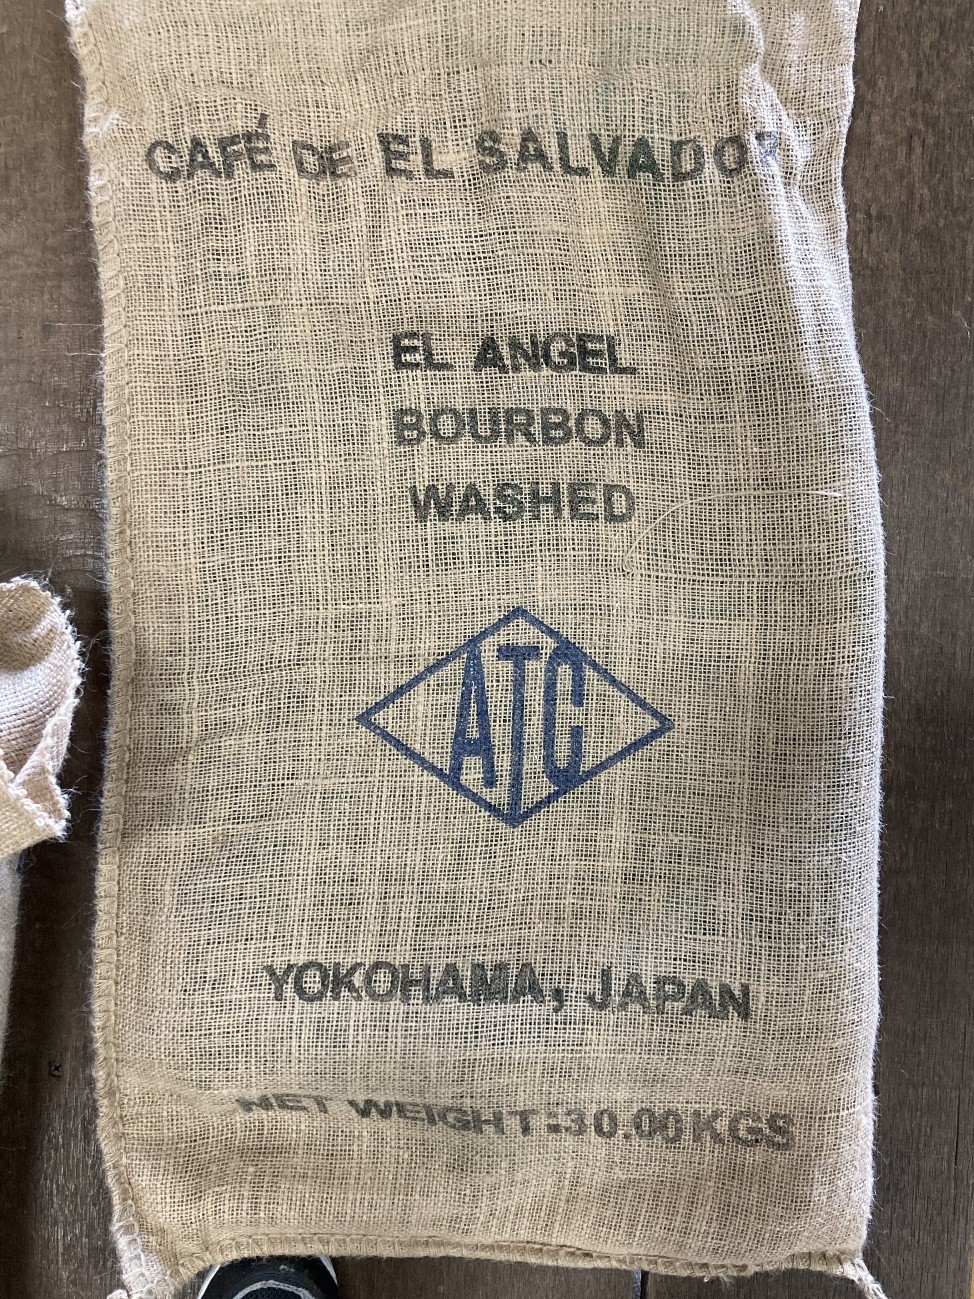 CAFÉ DE EL SALVADOR
EL ANGEL
BOURBON
WASHED
ATC
YOKOHAMA, JAPAN
NET WEIGHT:30.00KGS